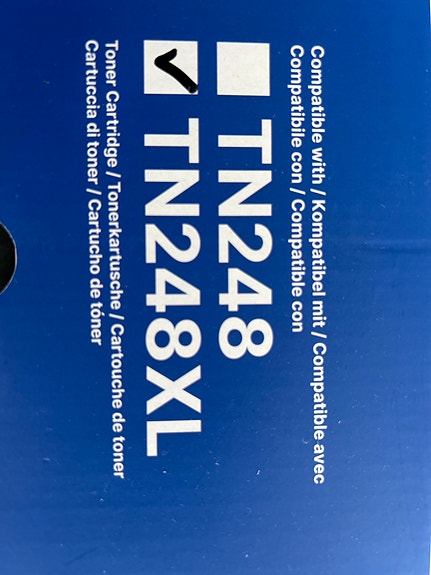 Compatible with / Kompatibel mit / Compatible avec
Compatibile con / Compatible con
TN248
TN248XL
Toner Cartridge / Tonerkartusche / Cartouche de toner
Cartuccia di toner / Cartucho de tóner